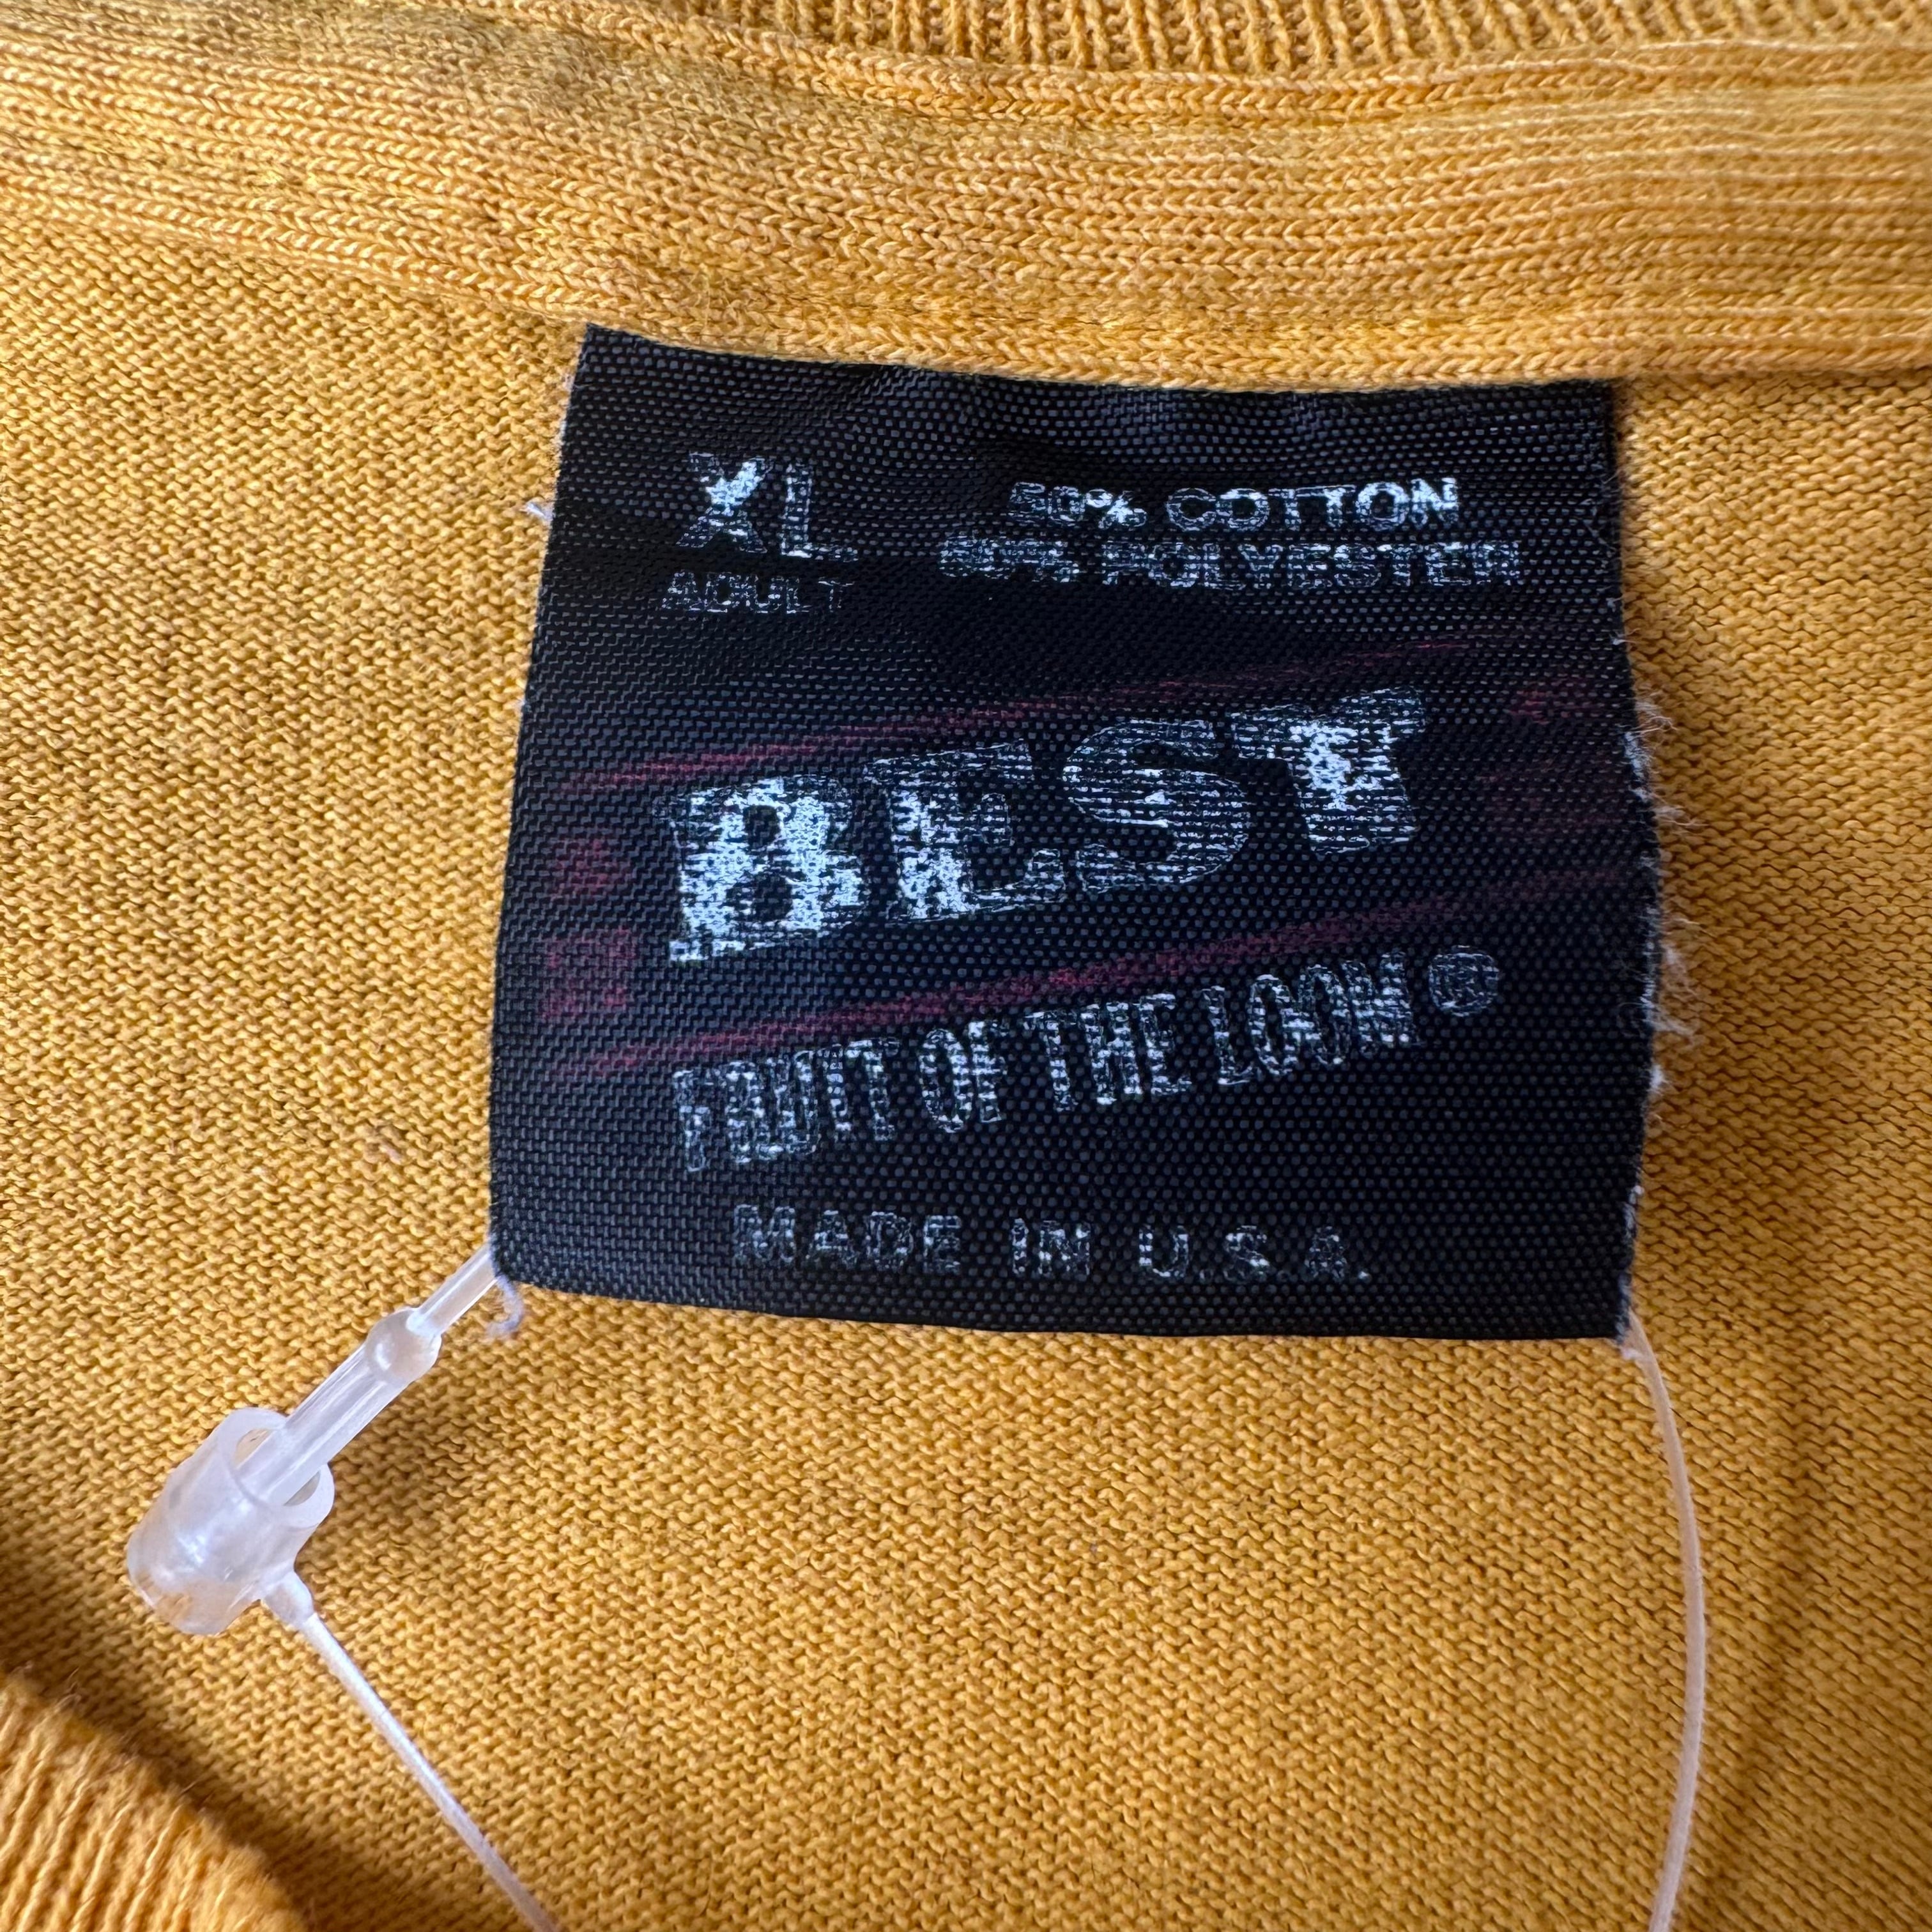 XL
ADULT
50% COTTON
50% POLYESTER
BEST
FRUIT OF THE LOOM®
MADE IN U.S.A.